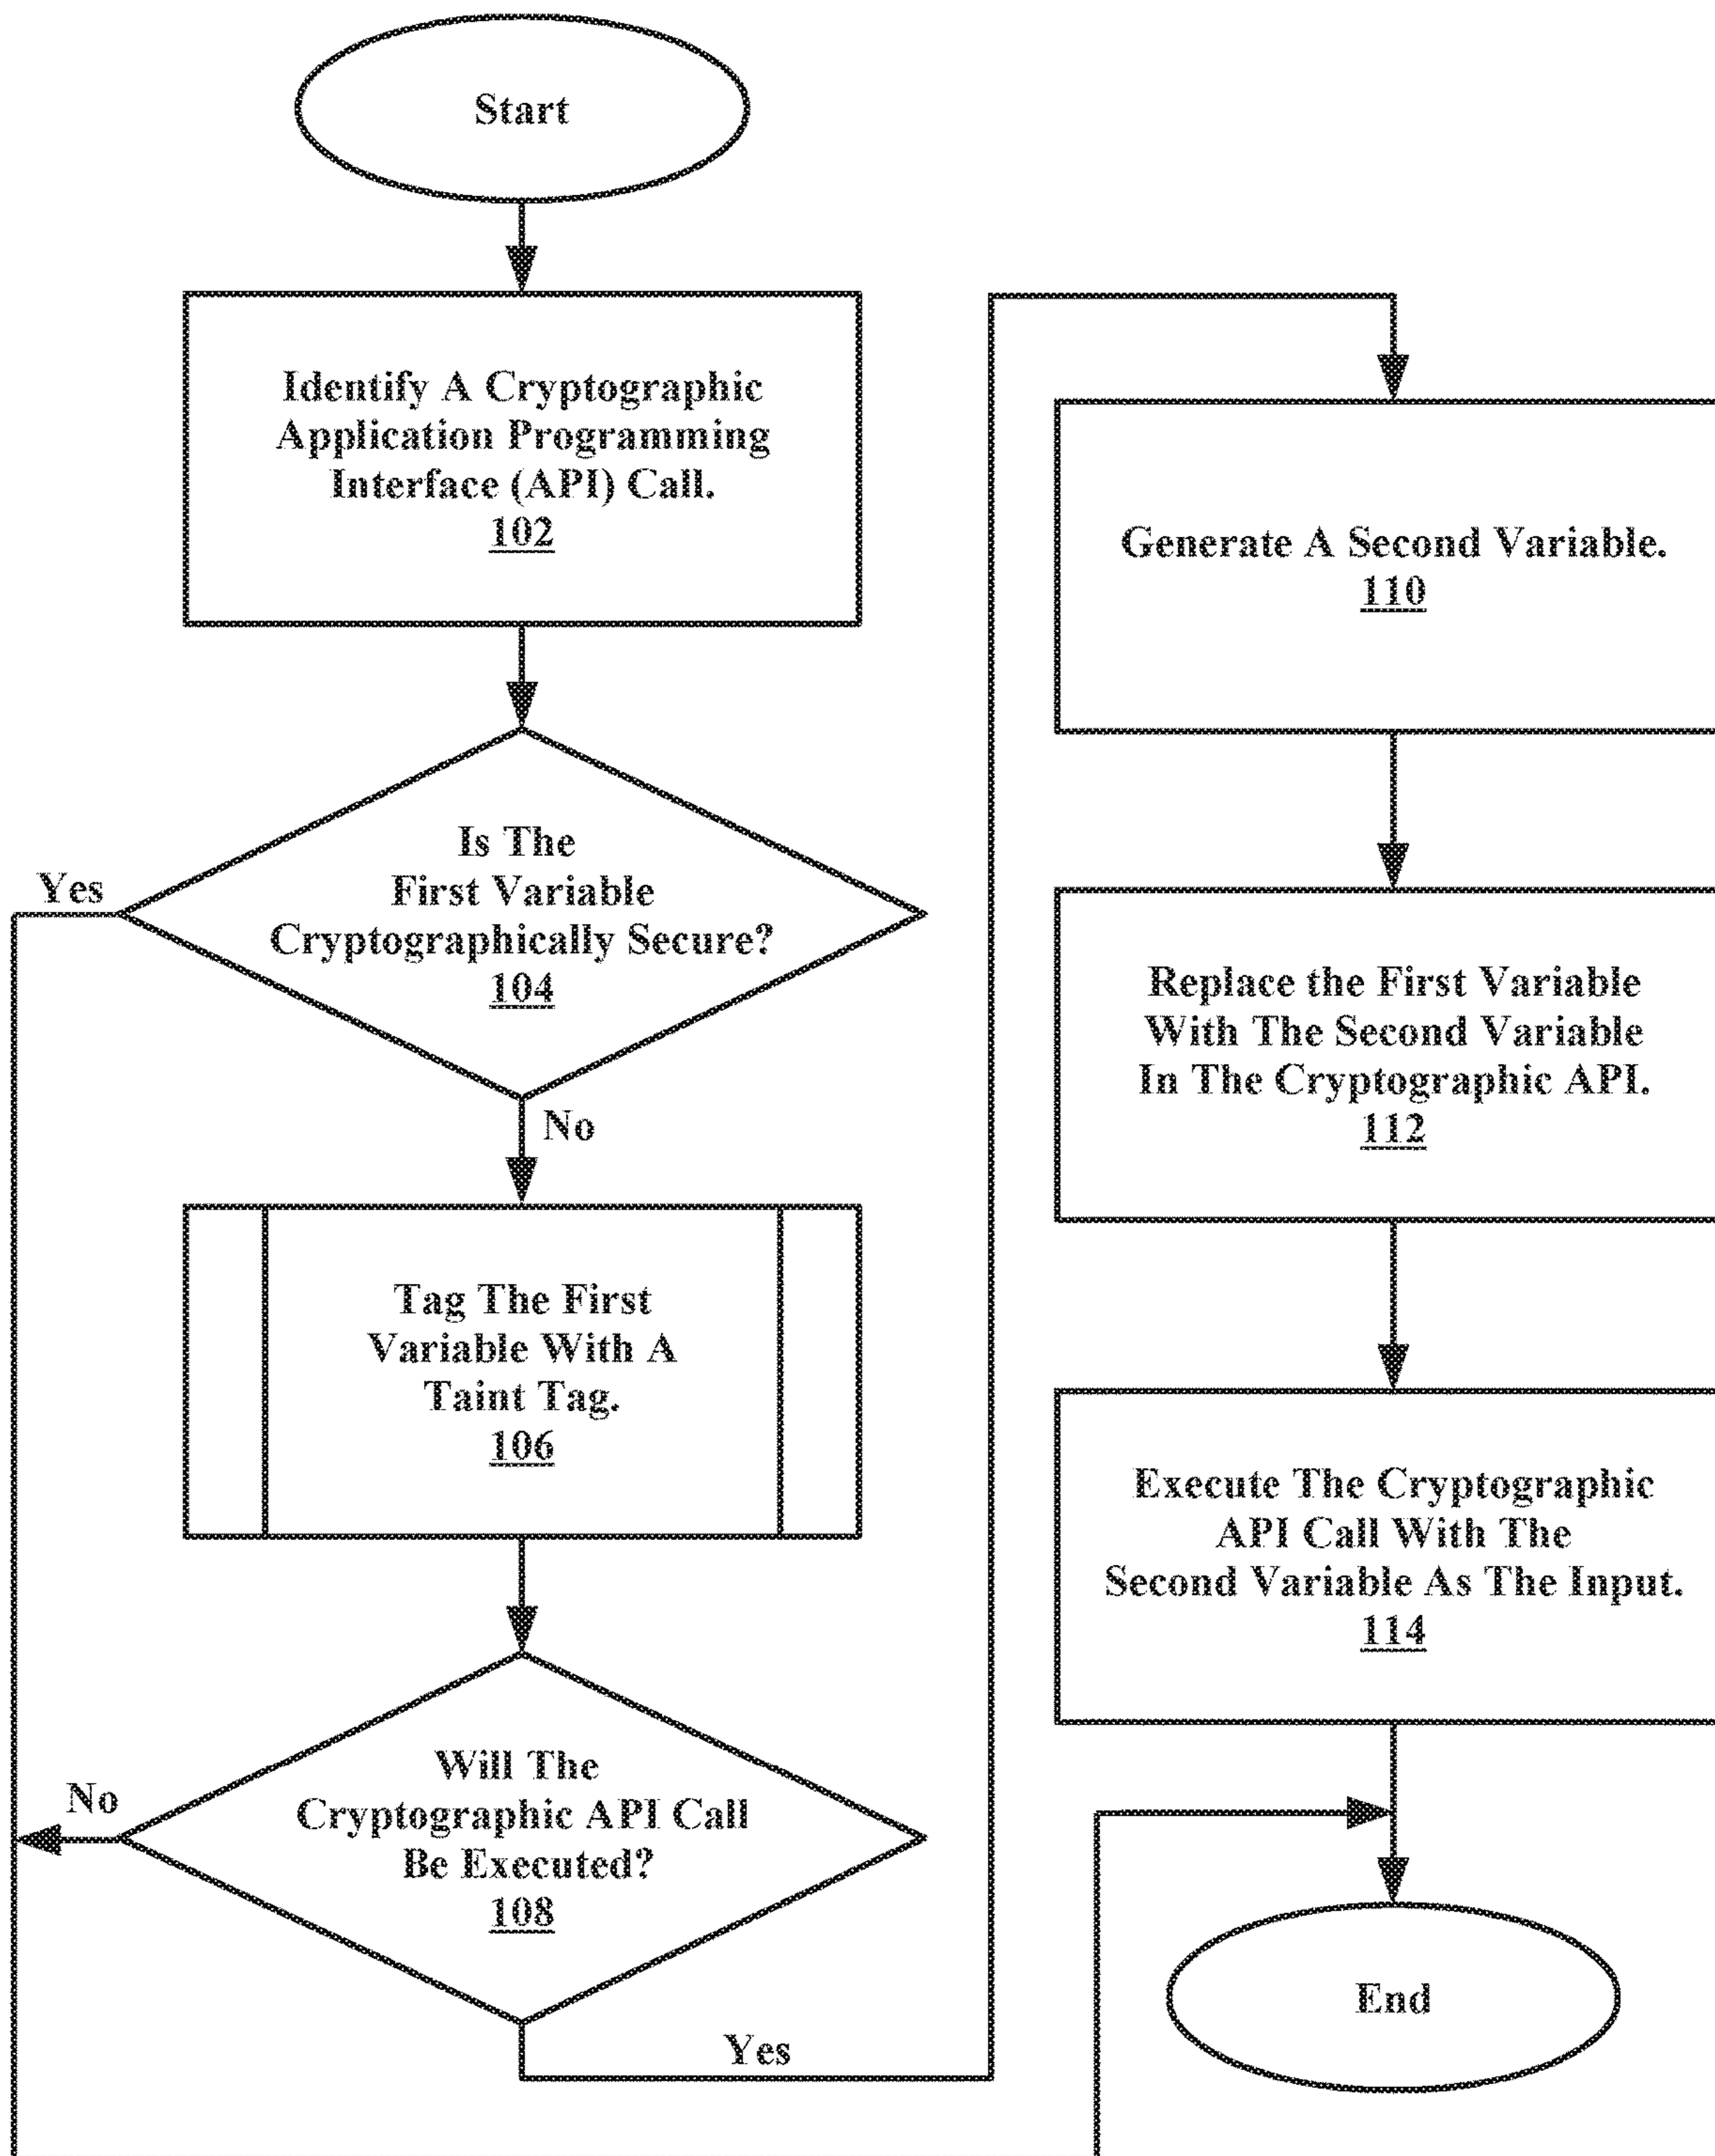 Start
Identify A Cryptographic
Application Programming
Interface (API) Call.
102
Is The
First Variable
Cryptographically Secure?
104
Yes
No
Tag The First
Variable With A
Taint Tag.
106
Will The
Cryptographic API Call
Be Executed?
108
No
Yes
Generate A Second Variable.
110
Replace the First Variable
With The Second Variable
In The Cryptographic API.
112
Execute The Cryptographic
API Call With The
Second Variable As The Input.
114
End